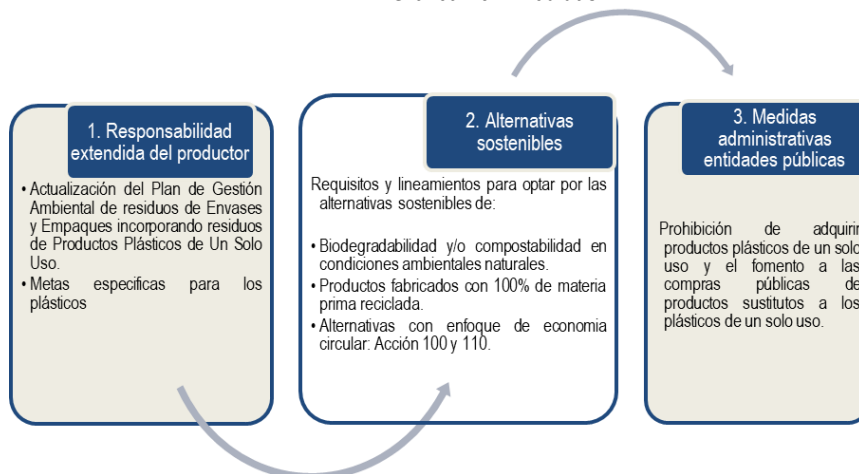 1. Responsabilidad
extendida del productor
• Actualización del Plan de Gestión
Ambiental de residuos de Envases
y Empaques incorporando residuos
de Productos Plásticos de Un Solo
Uso.
• Metas especificas para los
plásticos
2. Alternativas
sostenibles
Requisitos y lineamientos para optar por las
alternativas sostenibles de:
• Biodegradabilidad y/o compostabilidad en
condiciones ambientales naturales.
• Productos fabricados con 100% de materia
prima reciclada.
• Alternativas con enfoque de economia
circular: Acción 100 y 110.
3. Medidas
administrativas
entidades públicas
Prohibición de adquirir
productos plásticos de un solo
uso y el fomento a las
compras públicas de
productos sustitutos a los
plásticos de un solo uso.